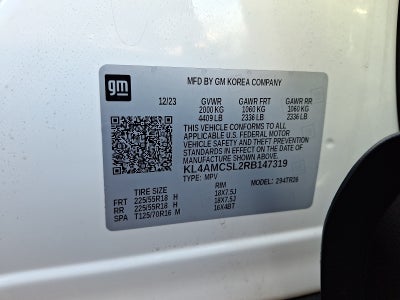 gm
MFD BY GM KOREA COMPANY
12/23 GVWR GAWR FRT GAWR RR
2000 KG 1060 KG 1060 KG
4409 LB 2336 LB 2336 LB
THIS VEHICLE CONFORMS TO ALL
APPLICABLE U.S. FEDERAL MOTOR
VEHICLE SAFETY AND THEFT PREVENTION
STANDARDS IN EFFECT ON THE DATE OF
MANUFACTURE SHOWN ABOVE.
KL4AMCSL2RB147319
TYPE: MPV MODEL: 294TR26
TIRE SIZE RIM
FRT 225/55R18 H 18X7.5J
RR 225/55R18 H 18X7.5J
SPA T125/70R16 M 16X4BT